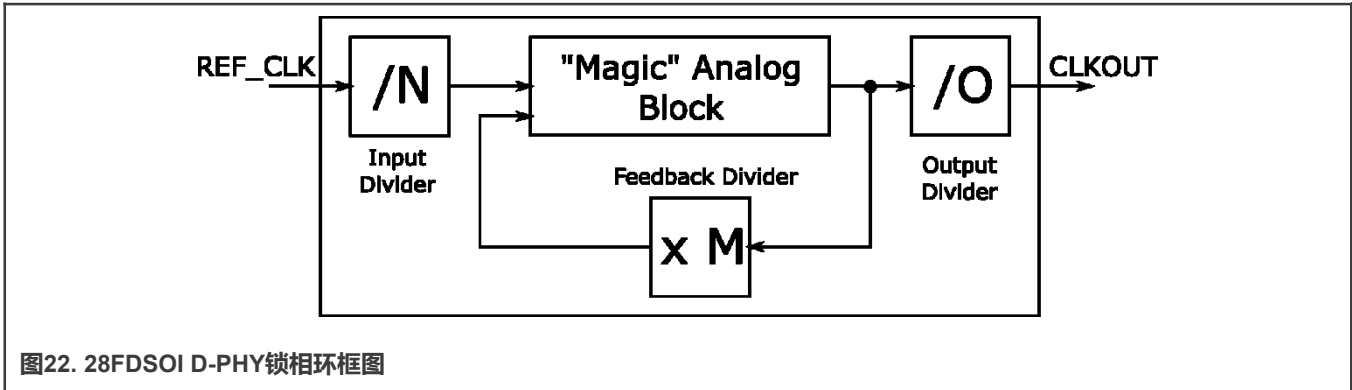 REF_CLK
/N
"Magic" Analog
Block
/O
CLKOUT
Input
Divider
Feedback Divider
Output
Divider
x M
图22. 28FDSOI D-PHY锁相环框图